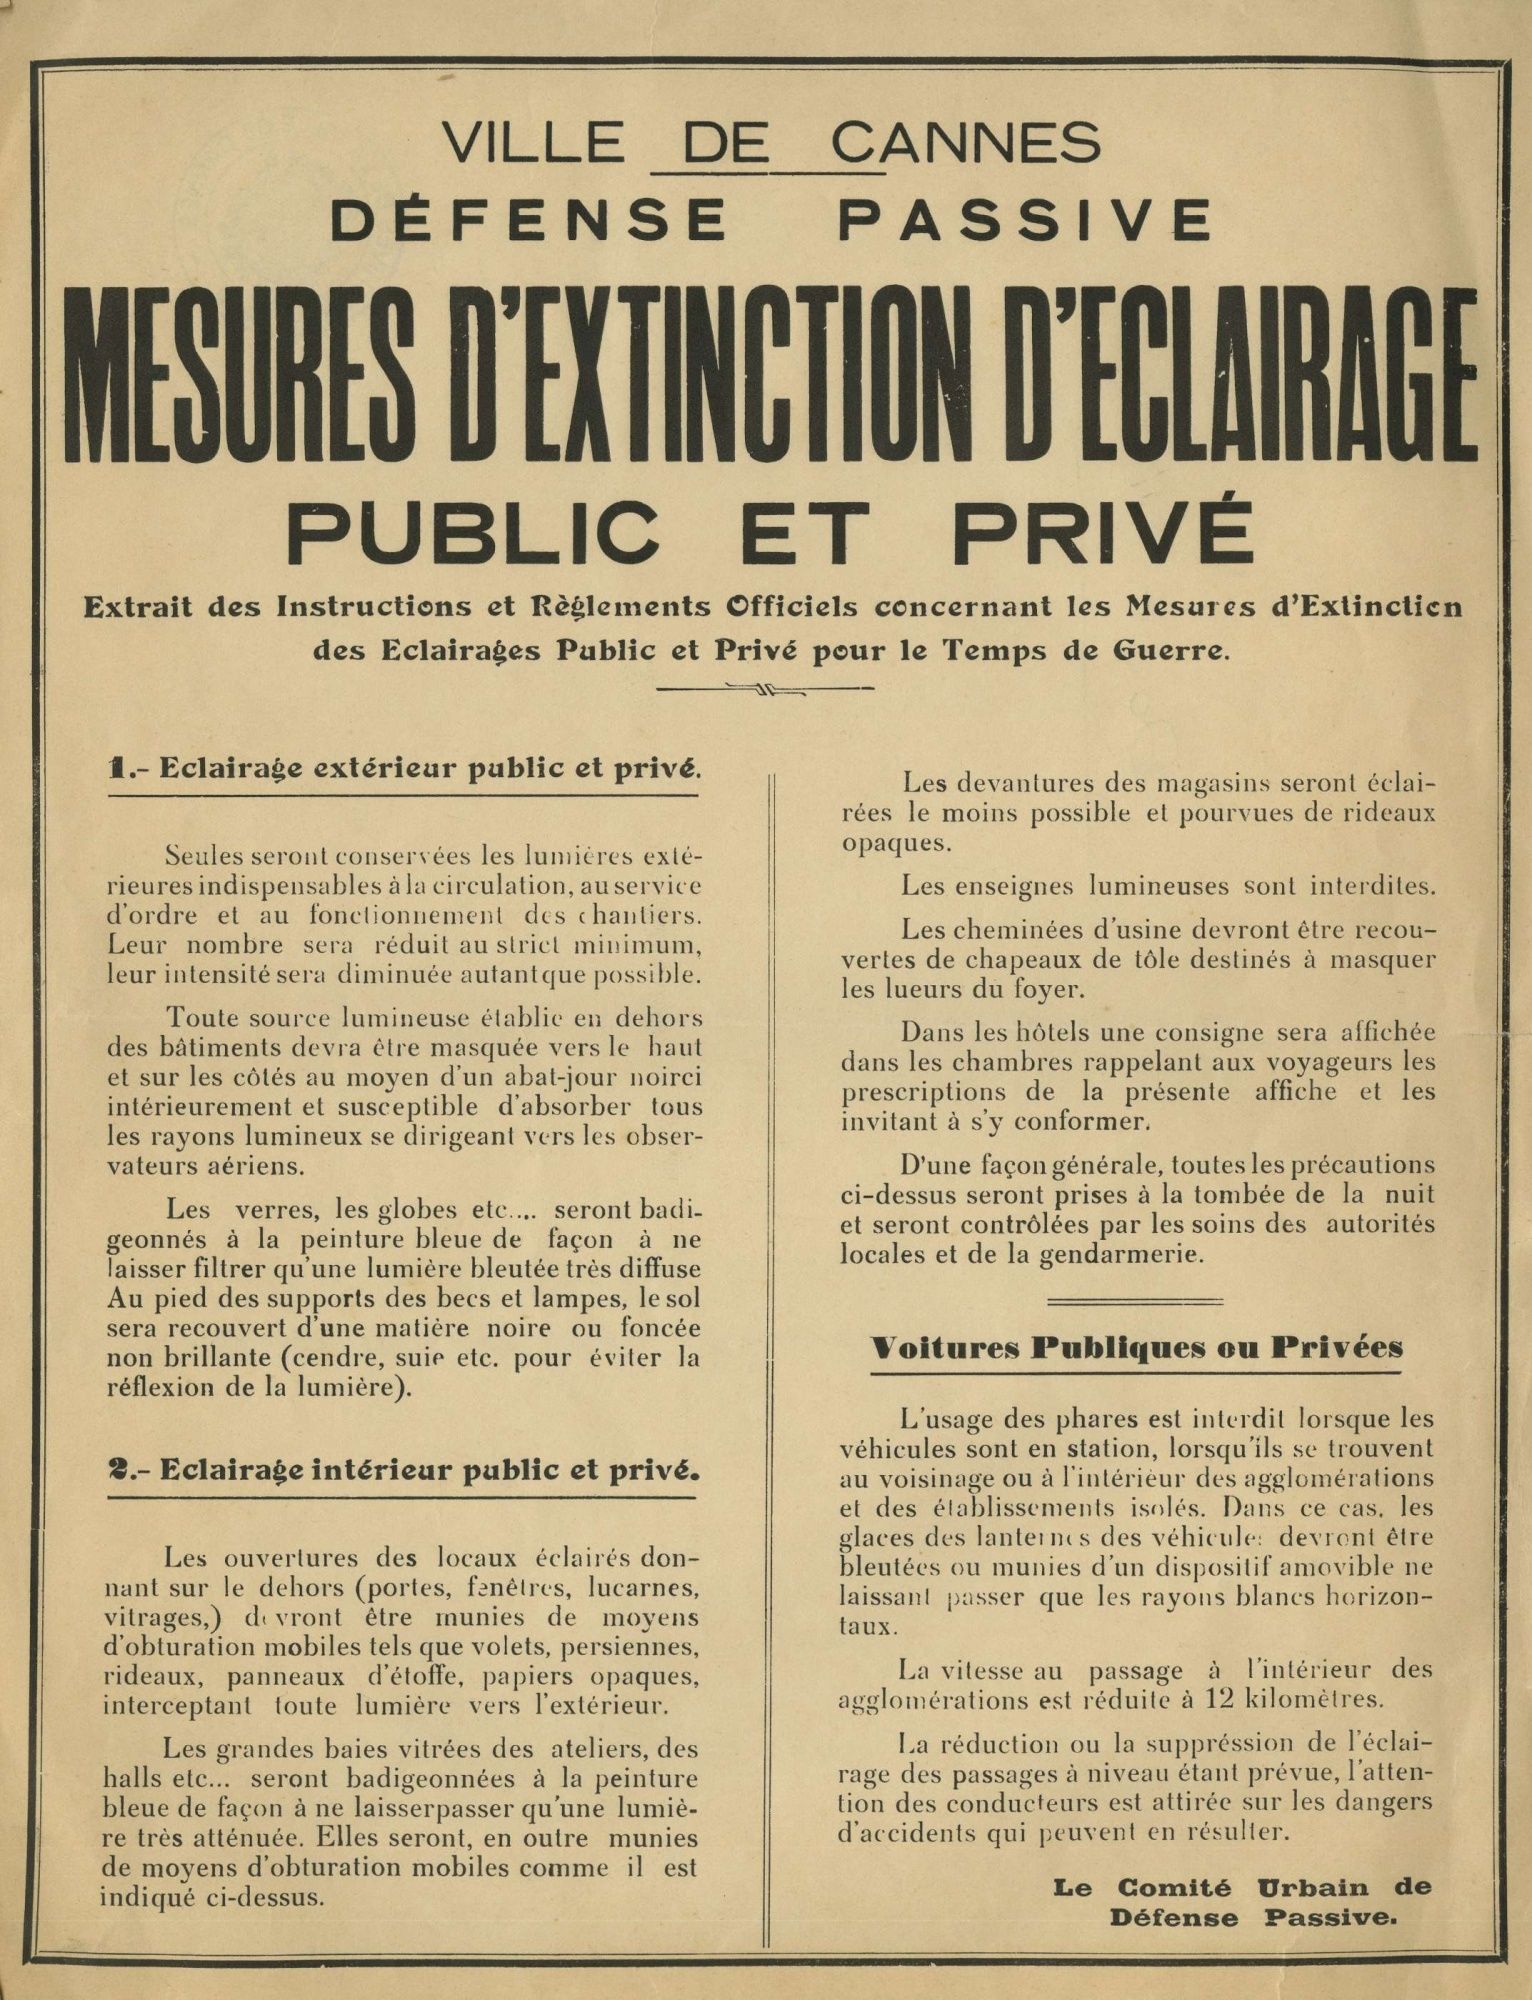 VILLE DE CANNES
DÉFENSE PASSIVE
MESURES D'EXTINCTION D'ECLAIRAGE
PUBLIC ET PRIVÉ
Extrait des Instructions et Règlements Officiels concernant les Mesures d'Extinction
des Eclairages Public et Privé pour le Temps de Guerre.
1.- Eclairage extérieur public et privé.
Seules seront conservées les lumières exté-
rieures indispensables à la circulation, au service
d'ordre et au fonctionnement des chantiers.
Leur nombre sera réduit au strict minimum,
leur intensité sera diminuée autant que possible.
Toute source lumineuse établie en dehors
des bâtiments devra être masquée vers le haut
et sur les côtés au moyen d'un abat-jour noirci
intérieurement et susceptible d'absorber tous
les rayons lumineux se dirigeant vers les obser-
vateurs aériens.
Les verres, les globes etc.... seront badi-
geonnés à la peinture bleue de façon à ne
laisser filtrer qu'une lumière bleutée très diffuse
Au pied des supports des becs et lampes, le sol
sera recouvert d'une matière noire ou foncée
non brillante (cendre, suie etc. pour éviter la
réflexion de la lumière).
2.- Eclairage intérieur public et privé.
Les ouvertures des locaux éclairés don-
nant sur le dehors (portes, fenêtres, lucarnes,
vitrages,) devront être munies de moyens
d'obturation mobiles tels que volets, persiennes,
rideaux, panneaux d'étoffe, papiers opaques,
interceptant toute lumière vers l'extérieur.
Les grandes baies vitrées des ateliers, des
halls etc... seront badigeonnées à la peinture
bleue de façon à ne laisserpasser qu'une lumiè-
re très atténuée. Elles seront, en outre munies
de moyens d'obturation mobiles comme il est
indiqué ci-dessus.
Les devantures des magasins seront éclai-
rées le moins possible et pourvues de rideaux
opaques.
Les enseignes lumineuses sont interdites.
Les cheminées d'usine devront être recou-
vertes de chapeaux de tôle destinés à masquer
les lueurs du foyer.
Dans les hôtels une consigne sera affichée
dans les chambres rappelant aux voyageurs les
prescriptions de la présente affiche et les
invitant à s'y conformer.
D'une façon générale, toutes les précautions
ci-dessus seront prises à la tombée de la nuit
et seront contrôlées par les soins des autorités
locales et de la gendarmerie.
Voitures Publiques ou Privées
L'usage des phares est interdit lorsque les
véhicules sont en station, lorsqu'ils se trouvent
au voisinage ou à l'intérieur des agglomérations
et des établissements isolés. Dans ce cas, les
glaces des lanternes des véhicules devront être
bleutées ou munies d'un dispositif amovible ne
laissant passer que les rayons blancs horizon-
taux.
La vitesse au passage à l'intérieur des
agglomérations est réduite à 12 kilomètres.
La réduction ou la suppréssion de l'éclai-
rage des passages à niveau étant prévue, l'atten-
tion des conducteurs est attirée sur les dangers
d'accidents qui peuvent en résulter.
Le Comité Urbain de
Défense Passive.